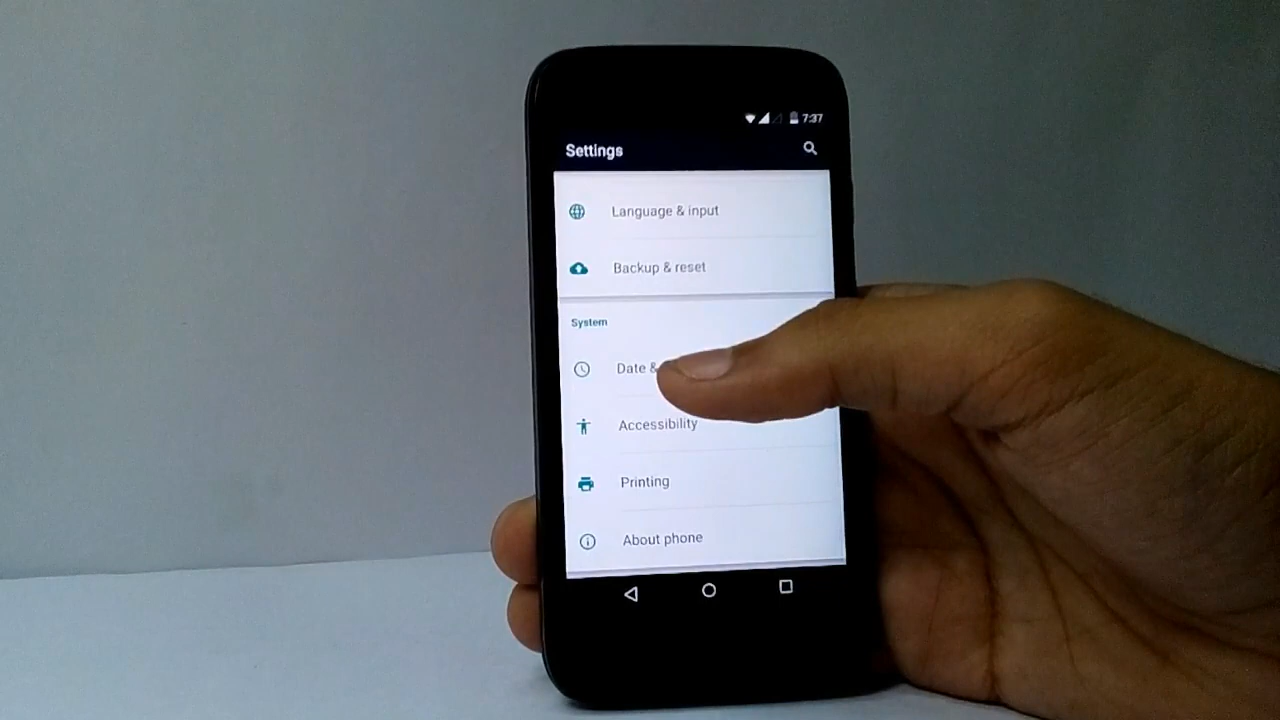 7:37
Settings
Language & input
Backup & reset
System
Date &
Accessibility
Printing
About phone